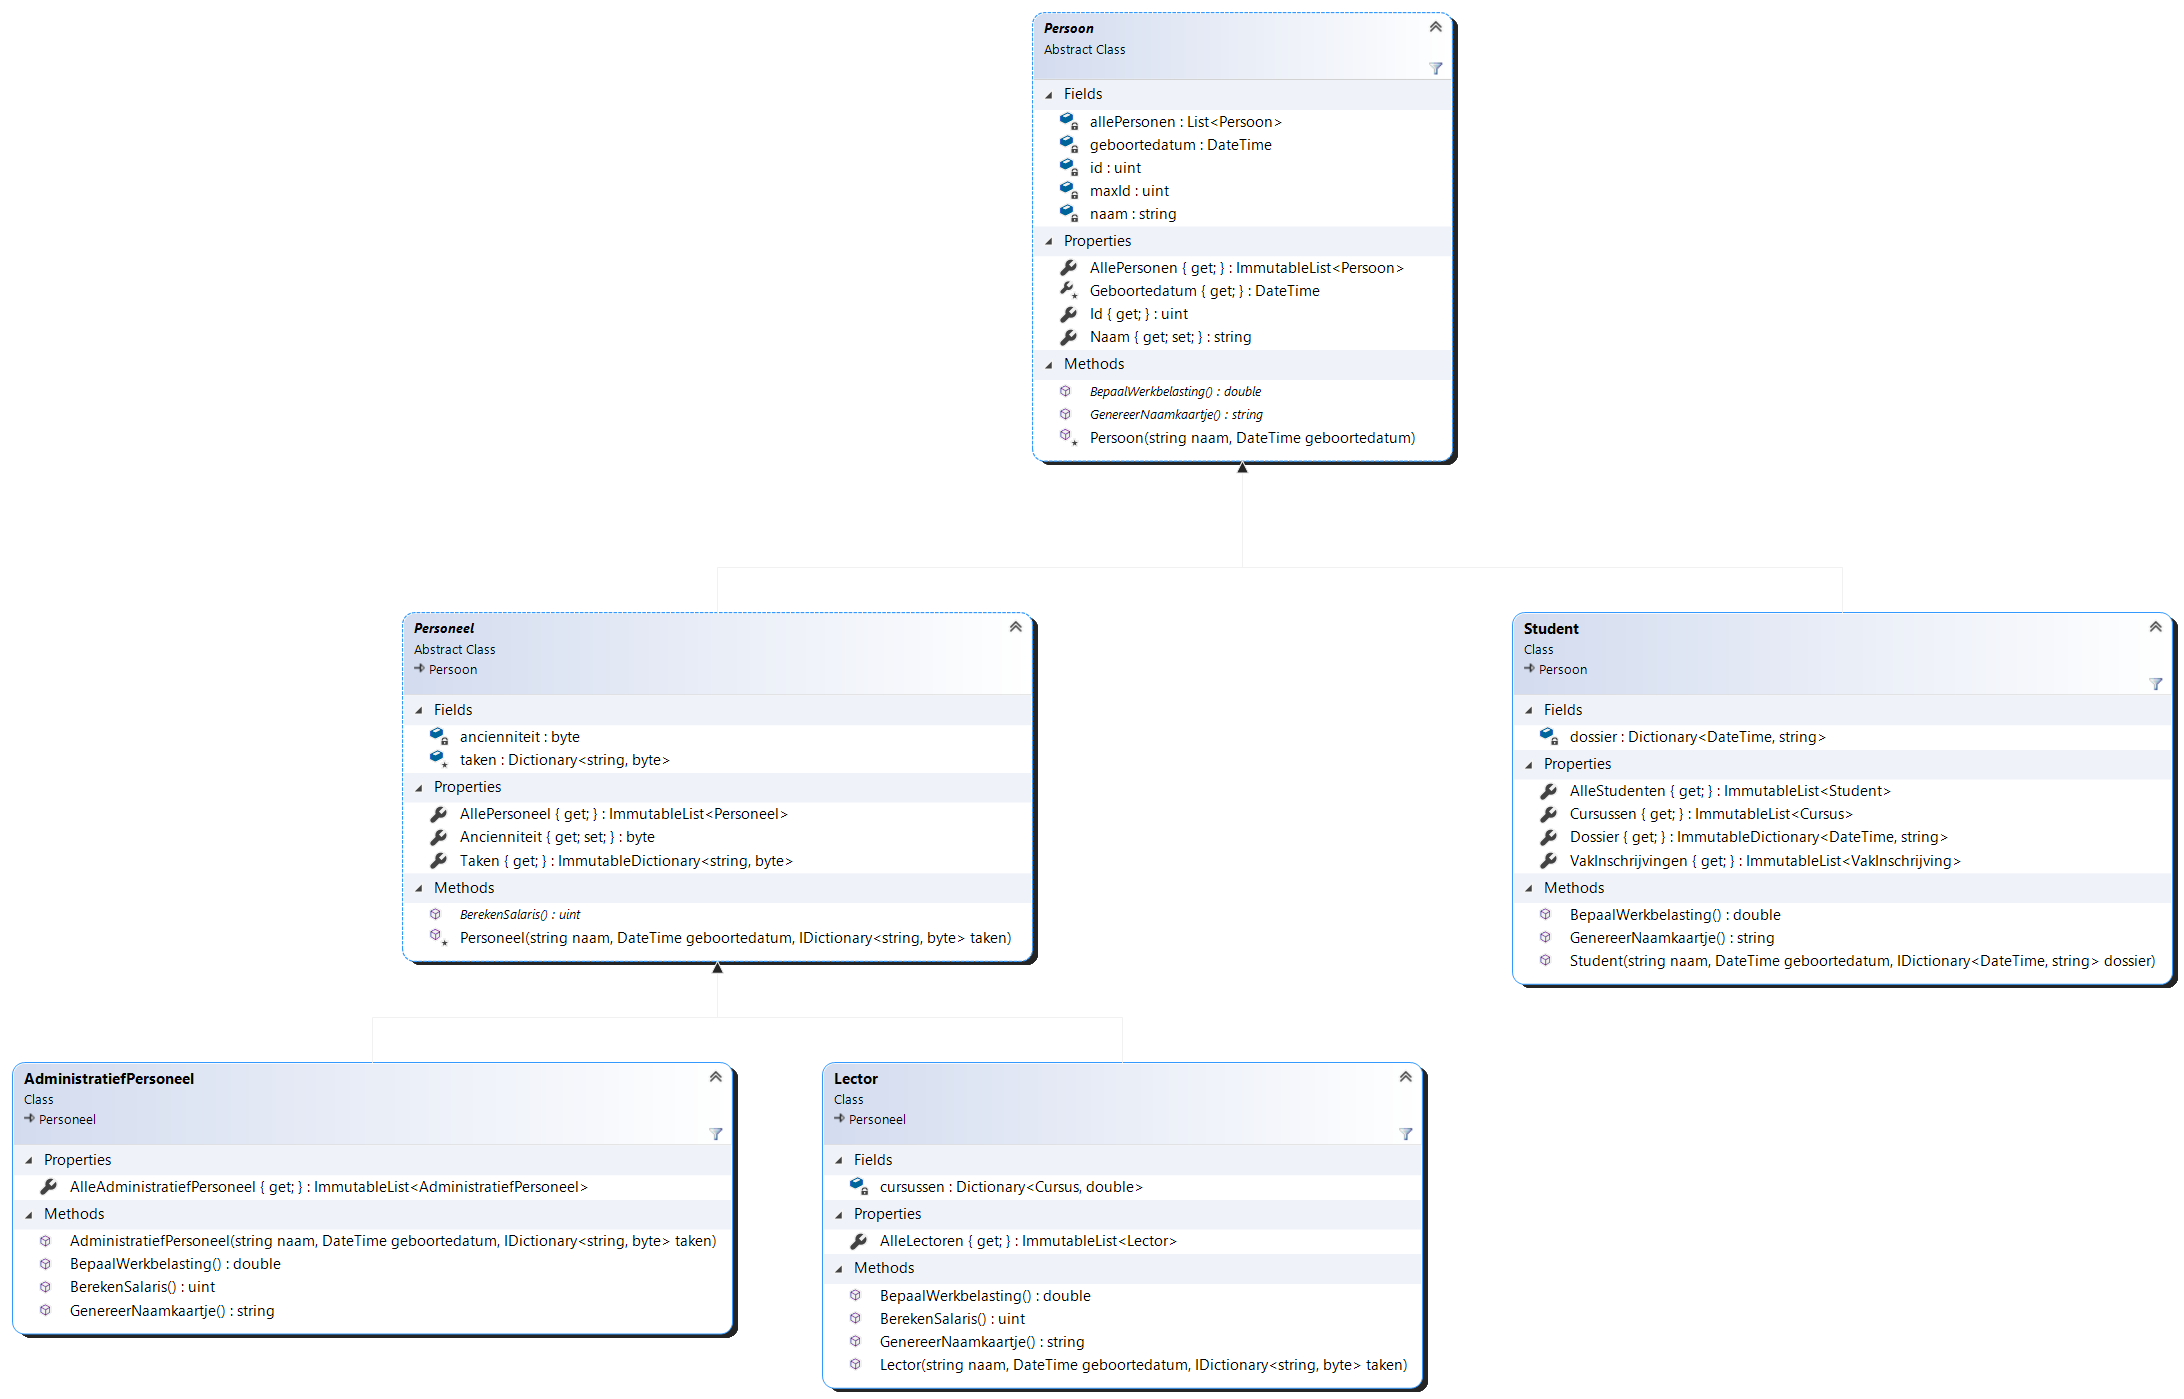 Persoon
Abstract Class
Fields
allePersonen : List<Persoon>
geboortedatum : DateTime
id : uint
maxId : uint
naam : string
Properties
AllePersonen { get; } : ImmutableList<Persoon>
Geboortedatum { get; } : DateTime
Id { get; } : uint
Naam { get; set; } : string
Methods
BepaalWerkbelasting() : double
GenereerNaamkaartje() : string
Persoon(string naam, DateTime geboortedatum)
Personeel
Abstract Class
Persoon
Fields
ancienniteit : byte
taken : Dictionary<string, byte>
Properties
AllePersoneel { get; } : ImmutableList<Personeel>
Ancienniteit { get; set; } : byte
Taken { get; } : ImmutableDictionary<string, byte>
Methods
BerekenSalaris() : uint
Personeel(string naam, DateTime geboortedatum, IDictionary<string, byte> taken)
Student
Class
Persoon
Fields
dossier : Dictionary<DateTime, string>
Properties
AlleStudenten { get; } : ImmutableList<Student>
Cursussen { get; } : ImmutableList<Cursus>
Dossier { get; } : ImmutableDictionary<DateTime, string>
VakInschrijvingen { get; } : ImmutableList<VakInschrijving>
Methods
BepaalWerkbelasting() : double
GenereerNaamkaartje() : string
Student(string naam, DateTime geboortedatum, IDictionary<DateTime, string> dossier)
AdministratiefPersoneel
Class
Personeel
Properties
AlleAdministratiefPersoneel { get; } : ImmutableList<AdministratiefPersoneel>
Methods
AdministratiefPersoneel(string naam, DateTime geboortedatum, IDictionary<string, byte> taken)
BepaalWerkbelasting() : double
BerekenSalaris() : uint
GenereerNaamkaartje() : string
Lector
Class
Personeel
Fields
cursussen : Dictionary<Cursus, double>
Properties
AlleLectoren { get; } : ImmutableList<Lector>
Methods
BepaalWerkbelasting() : double
BerekenSalaris() : uint
GenereerNaamkaartje() : string
Lector(string naam, DateTime geboortedatum, IDictionary<string, byte> taken)